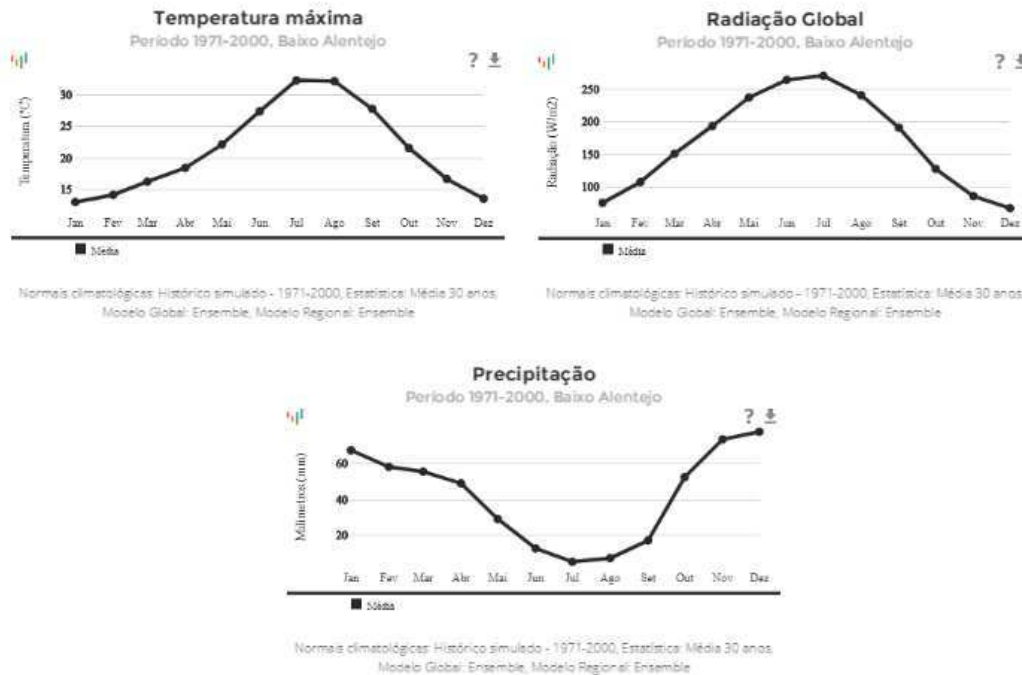 Temperatura máxima
Período 1971-2000, Baixo Alentejo
?
Temperatura (°C)
30
25
20
15
Jan Fev Mar Abr Mai Jun Jul Ago Set Out Nov Dez
Média
Normais climatológicas: Histórico simulado - 1971-2000, Estatística: Média 30 anos,
Modelo Global: Ensemble, Modelo Regional: Ensemble
Radiação Global
Período 1971-2000, Baixo Alentejo
?
Radiação (W/m2)
250
200
150
100
Jan Fev Mar Abr Mai Jun Jul Ago Set Out Nov Dez
Média
Normais climatológicas: Histórico simulado - 1971-2000, Estatística: Média 30 anos,
Modelo Global: Ensemble, Modelo Regional: Ensemble
Precipitação
Período 1971-2000, Baixo Alentejo
?
Milímetros (mm)
60
40
20
Jan Fev Mar Abr Mai Jun Jul Ago Set Out Nov Dez
Média
Normais climatológicas: Histórico simulado - 1971-2000, Estatística: Média 30 anos,
Modelo Global: Ensemble, Modelo Regional: Ensemble